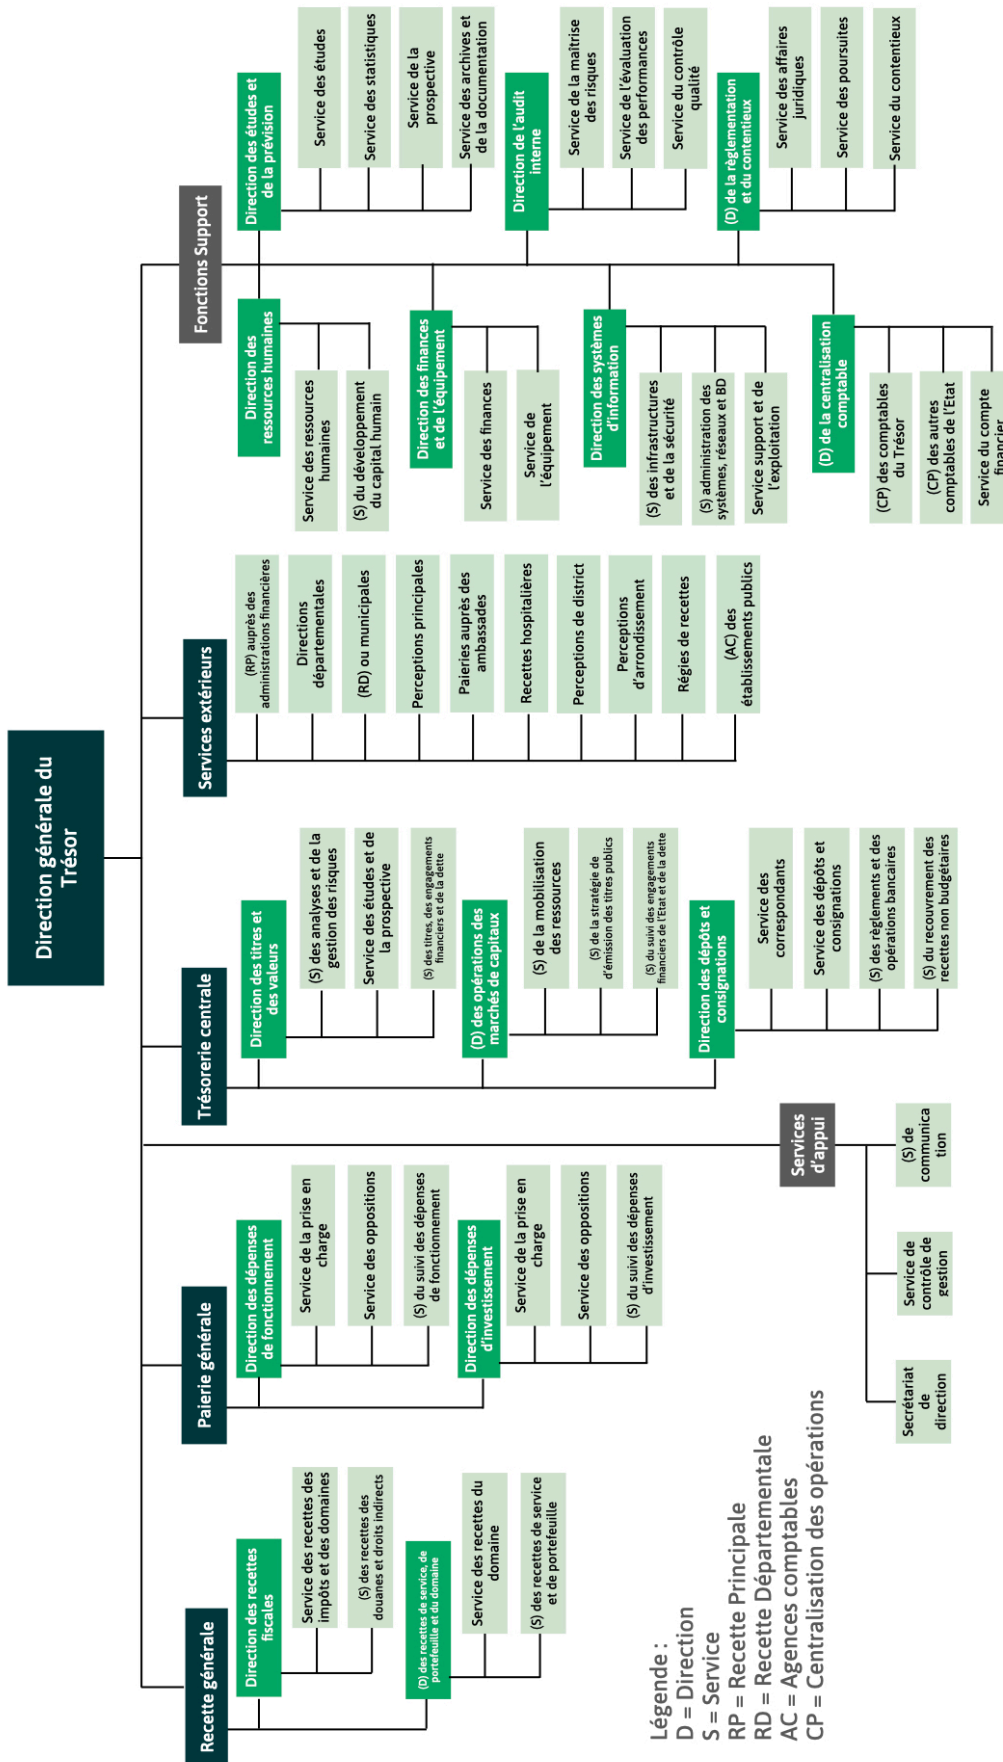 Direction générale du
Trésor
Recette générale
Direction des recettes
fiscales
Service des recettes des
impôts et des domaines
(S) des recettes des
douanes et droits indirects
(D) des recettes de service, de
portefeuille et du domaine
Service des recettes du
domaine
(S) des recettes de service
et de portefeuille
Paierie générale
Direction des dépenses
de fonctionnement
Service de la prise en
charge
Service des oppositions
(S) du suivi des dépenses
de fonctionnement
Direction des dépenses
d'investissement
Service de la prise en
charge
Service des oppositions
(S) du suivi des dépenses
d'investissement
Services
d'appui
Secrétariat
de
direction
Service de
contrôle de
gestion
(S) de
communica
tion
Trésorerie centrale
Direction des titres et
des valeurs
(S) des analyses et de la
gestion des risques
Service des études et de
la prospective
(S) des titres, des engagements
financiers et de la dette
(D) des opérations des
marchés de capitaux
(S) de la mobilisation
des ressources
(S) de la stratégie de
d'émission des titres publics
(S) du suivi des engagements
financiers de l'Etat et de la dette
Direction des dépôts et
consignations
Service des
correspondants
Service des dépôts et
consignations
(S) des règlements et des
opérations bancaires
(S) du recouvrement des
recettes non budgétaires
Services extérieurs
(RP) auprès des
administrations financières
Directions
départementales
(RD) ou municipales
Perceptions principales
Paieries auprès des
ambassades
Recettes hospitalières
Perceptions de district
Perceptions
d'arrondissement
Régies de recettes
(AC) des
établissements publics
Fonctions Support
Direction des
ressources humaines
Service des ressources
humaines
(S) du développement
du capital humain
Direction des finances
et de l'équipement
Service des finances
Service de
l'équipement
Direction des systèmes
d'information
(S) des infrastructures
et de la sécurité
(S) administration des
systèmes, réseaux et BD
Service support et de
l'exploitation
(D) de la centralisation
comptable
(CP) des comptables
du Trésor
(CP) des autres
comptables de l'Etat
Service du compte
financier
Direction des études et
de la prévision
Service des études
Service des statistiques
Service de la
prospective
Service des archives et
de la documentation
Direction de l'audit
interne
Service de la maîtrise
des risques
Service de l'évaluation
des performances
Service du contrôle
qualité
(D) de la règlementation
et du contentieux
Service des affaires
juridiques
Service des poursuites
Service du contentieux
Légende :
D = Direction
S = Service
RP = Recette Principale
RD = Recette Départementale
AC = Agences comptables
CP = Centralisation des opérations